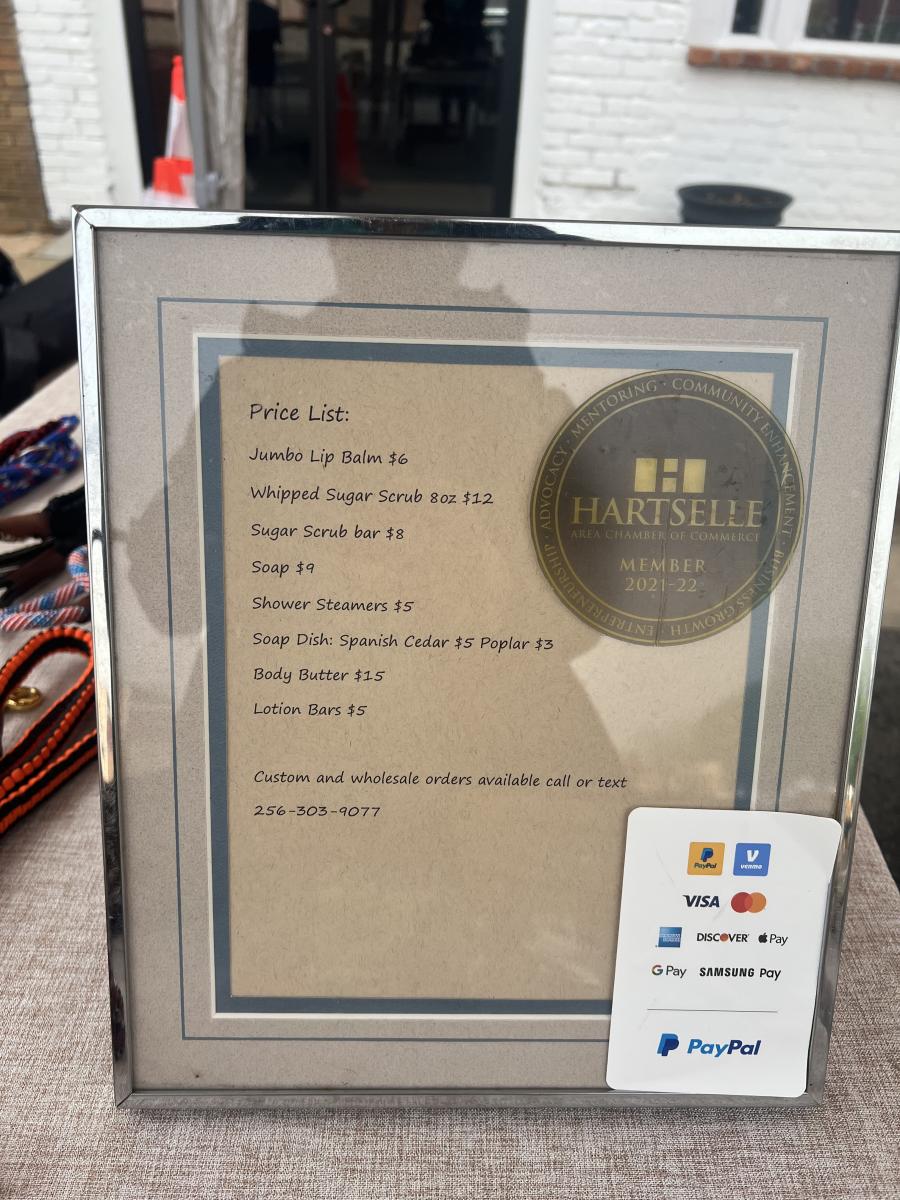 Price List:
Jumbo Lip Balm $6
Whipped Sugar Scrub 8oz $12
Sugar Scrub bar $8
Soap $9
Shower Steamers $5
Soap Dish: Spanish Cedar $5 Poplar $3
Body Butter $15
Lotion Bars $5
Custom and wholesale orders available call or text
256-303-9077
ADVOCACY · MENTORING · COMMUNITY ENHANCEMENT · BUSINESS GROWTH · ENTREPRENEURSHIP ·
HARTSELLE
AREA CHAMBER OF COMMERCE
MEMBER
2021-22
PayPal venmo
VISA
AMERICAN EXPRESS DISCOVER Pay
G Pay SAMSUNG Pay
PayPal